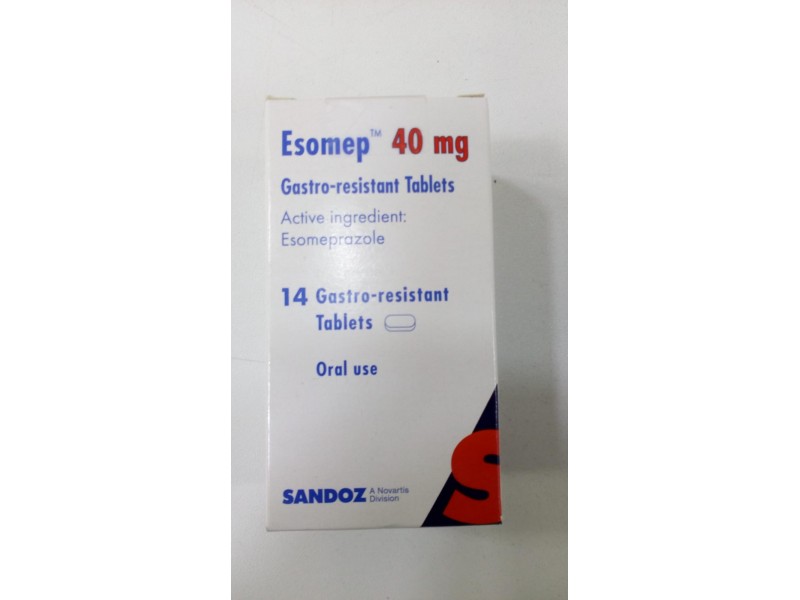 Esomep™ 40 mg
Gastro-resistant Tablets
Active ingredient:
Esomeprazole
14 Gastro-resistant
Tablets
Oral use
SANDOZ A Novartis
Division
S